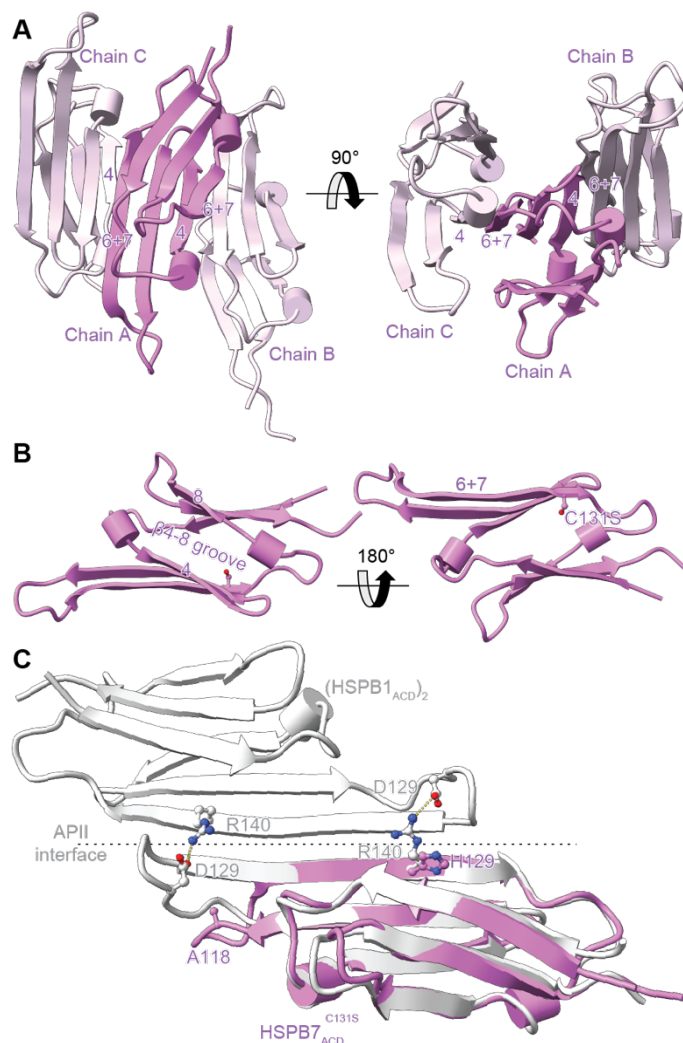 A
Chain C
4
6+7
4
6+7
Chain A
Chain B
90°
Chain B
6+7
4
4
6+7
Chain C
Chain A
B
8
β4-8 groove
4
180°
6+7
C131S
C
(HSPB1ACD)2
D129
R140
APII
interface
D129
R140
H129
A118
HSPB7ACD C131S